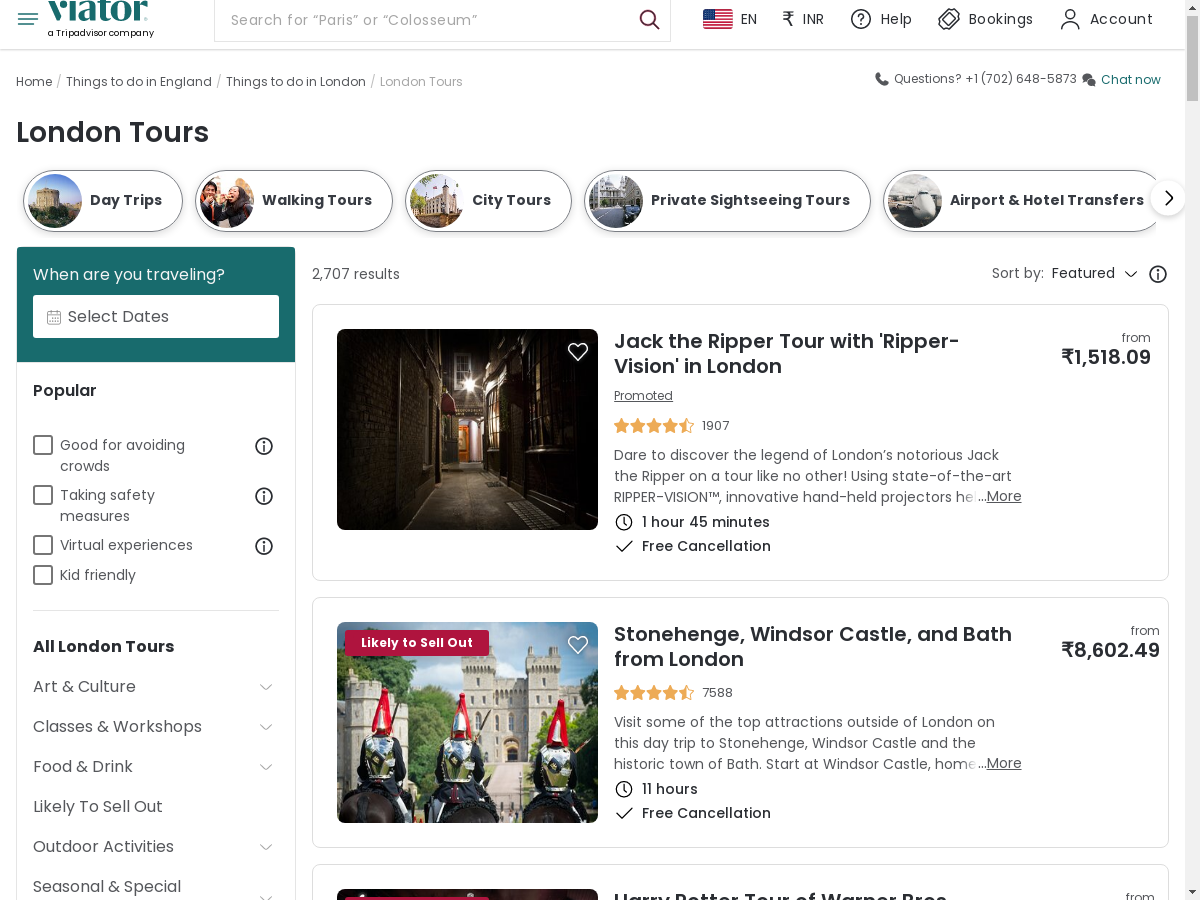 viator
a Tripadvisor company
Search for “Paris” or “Colosseum”
EN
₹ INR
Help
Bookings
Account
Home / Things to do in England / Things to do in London / London Tours
Questions? +1 (702) 648-5873 Chat now
London Tours
Day Trips
Walking Tours
City Tours
Private Sightseeing Tours
Airport & Hotel Transfers
When are you traveling?
Select Dates
2,707 results
Sort by: Featured
Popular
Good for avoiding
crowds
Taking safety
measures
Virtual experiences
Kid friendly
All London Tours
Art & Culture
Classes & Workshops
Food & Drink
Likely To Sell Out
Outdoor Activities
Seasonal & Special
Jack the Ripper Tour with 'Ripper-
Vision' in London
from
₹1,518.09
Promoted
1907
Dare to discover the legend of London’s notorious Jack
the Ripper on a tour like no other! Using state-of-the-art
RIPPER-VISION™, innovative hand-held projectors he...More
1 hour 45 minutes
Free Cancellation
Likely to Sell Out
Stonehenge, Windsor Castle, and Bath
from London
from
₹8,602.49
7588
Visit some of the top attractions outside of London on
this day trip to Stonehenge, Windsor Castle and the
historic town of Bath. Start at Windsor Castle, home...More
11 hours
Free Cancellation
Harry Potter Tour of Warner Bros
from